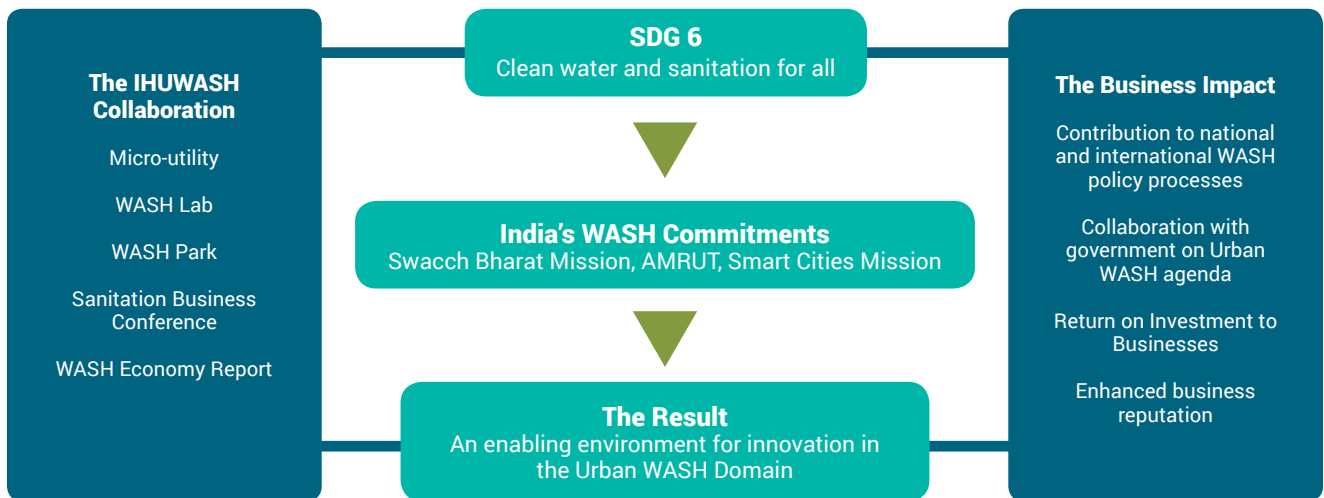 The IHUWASH
Collaboration
Micro-utility
WASH Lab
WASH Park
Sanitation Business
Conference
WASH Economy Report
SDG 6
Clean water and sanitation for all
India’s WASH Commitments
Swacch Bharat Mission, AMRUT, Smart Cities Mission
The Result
An enabling environment for innovation in
the Urban WASH Domain
The Business Impact
Contribution to national
and international WASH
policy processes
Collaboration with
government on Urban
WASH agenda
Return on Investment to
Businesses
Enhanced business
reputation